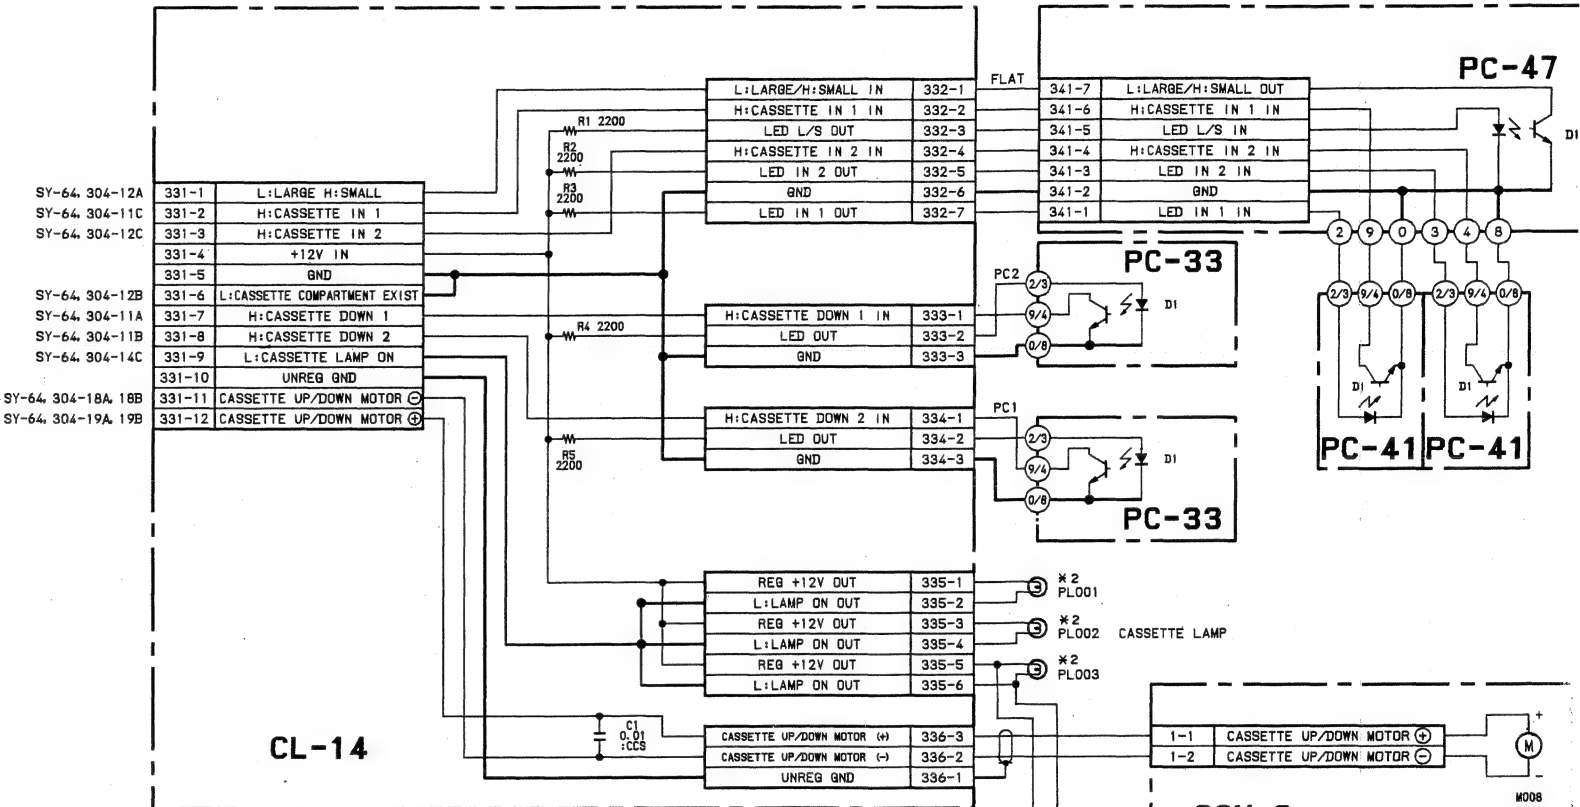 FLAT
PC-47
L:LARGE/H:SMALL IN 332-1
H:CASSETTE IN 1 IN 332-2
LED L/S OUT 332-3
H:CASSETTE IN 2 IN 332-4
LED IN 2 OUT 332-5
GND 332-6
LED IN 1 OUT 332-7
341-7 L:LARGE/H:SMALL OUT
341-6 H:CASSETTE IN 1 IN
341-5 LED L/S IN
341-4 H:CASSETTE IN 2 IN
341-3 LED IN 2 IN
341-2 GND
341-1 LED IN 1 IN
D1
R1 2200
R2
2200
R3
2200
SY-64, 304-12A 331-1 L:LARGE H:SMALL
SY-64, 304-11C 331-2 H:CASSETTE IN 1
SY-64, 304-12C 331-3 H:CASSETTE IN 2
331-4 +12V IN
331-5 GND
SY-64, 304-12B 331-6 L:CASSETTE COMPARTMENT EXIST
SY-64, 304-11A 331-7 H:CASSETTE DOWN 1
SY-64, 304-11B 331-8 H:CASSETTE DOWN 2
SY-64, 304-14C 331-9 L:CASSETTE LAMP ON
331-10 UNREG GND
SY-64, 304-18A, 18B 331-11 CASSETTE UP/DOWN MOTOR ⊖
SY-64, 304-19A, 19B 331-12 CASSETTE UP/DOWN MOTOR ⊕
2 9 0 3 4 8
2/3 9/4 0/8 2/3 9/4 0/8
D1 D1
PC-41 PC-41
PC-33
PC2
2/3
9/4
0/8
D1
R4 2200
H:CASSETTE DOWN 1 IN 333-1
LED OUT 333-2
GND 333-3
PC1
H:CASSETTE DOWN 2 IN 334-1
LED OUT 334-2
GND 334-3
R5
2200
2/3
9/4
0/8
D1
PC-33
REG +12V OUT 335-1
L:LAMP ON OUT 335-2
REG +12V OUT 335-3
L:LAMP ON OUT 335-4
REG +12V OUT 335-5
L:LAMP ON OUT 335-6
※2
PL001
※2
PL002 CASSETTE LAMP
※2
PL003
C1
0.01
:CCS
CL-14
CASSETTE UP/DOWN MOTOR (+) 336-3
CASSETTE UP/DOWN MOTOR (-) 336-2
UNREG GND 336-1
1-1 CASSETTE UP/DOWN MOTOR ⊕
1-2 CASSETTE UP/DOWN MOTOR ⊖
+
M
-
M008